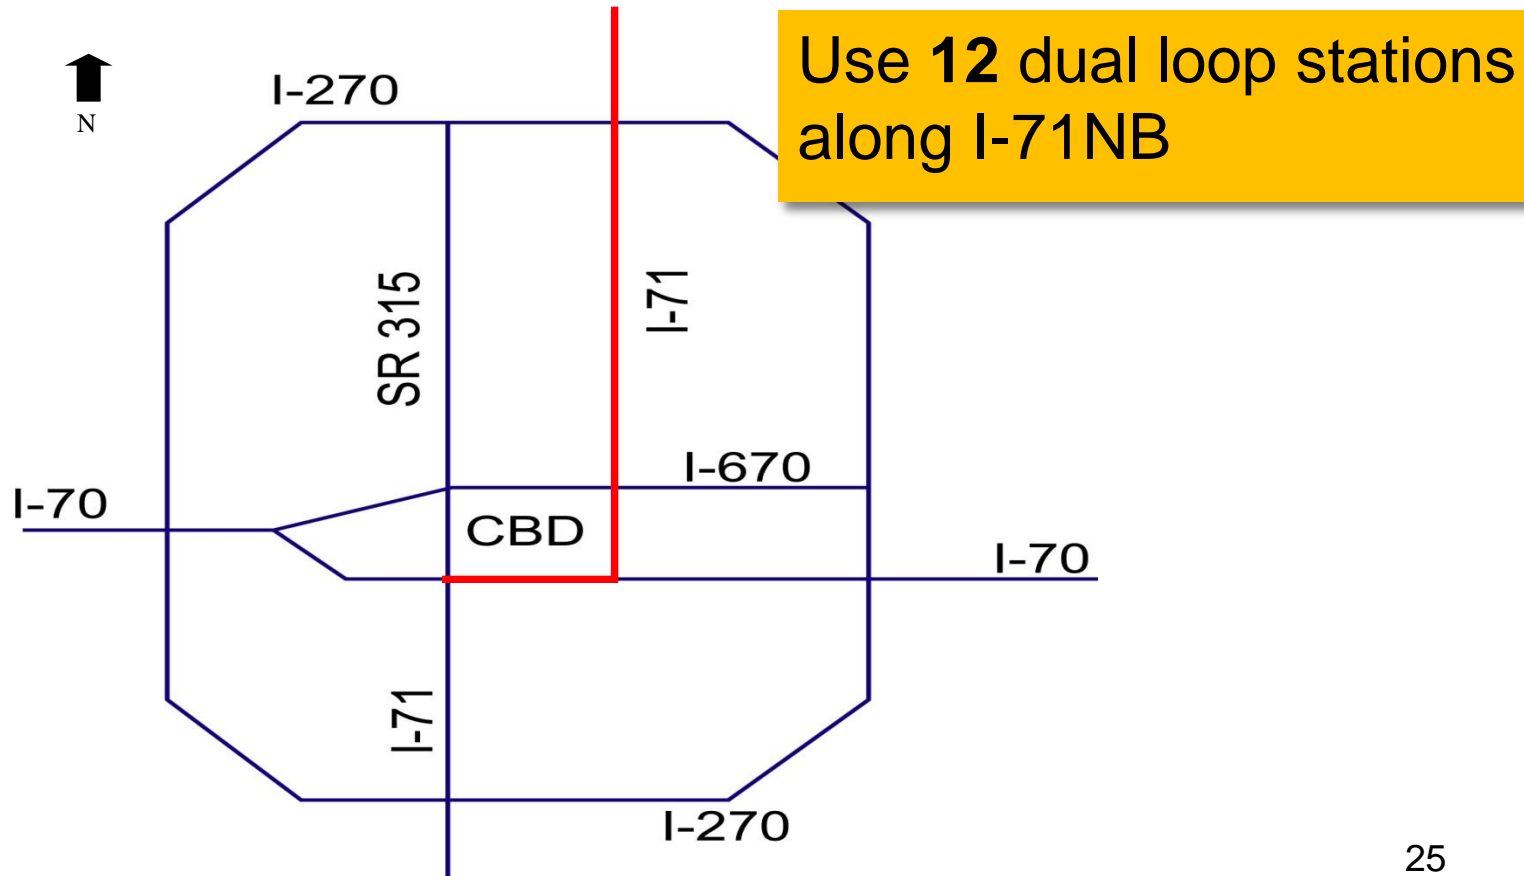 Use 12 dual loop stations
along I-71NB
N
I-270
SR 315
I-71
I-670
I-70
CBD
I-70
I-71
I-270
25